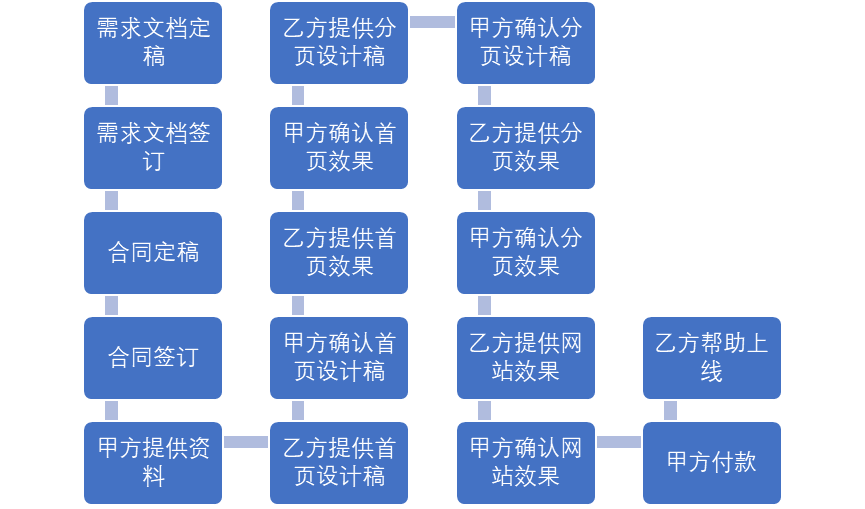 需求文档定
稿
需求文档签
订
合同定稿
合同签订
甲方提供资
料
乙方提供首
页设计稿
甲方确认首
页设计稿
乙方提供首
页效果
甲方确认首
页效果
乙方提供分
页设计稿
甲方确认分
页设计稿
乙方提供分
页效果
甲方确认分
页效果
乙方提供网
站效果
甲方确认网
站效果
甲方付款
乙方帮助上
线